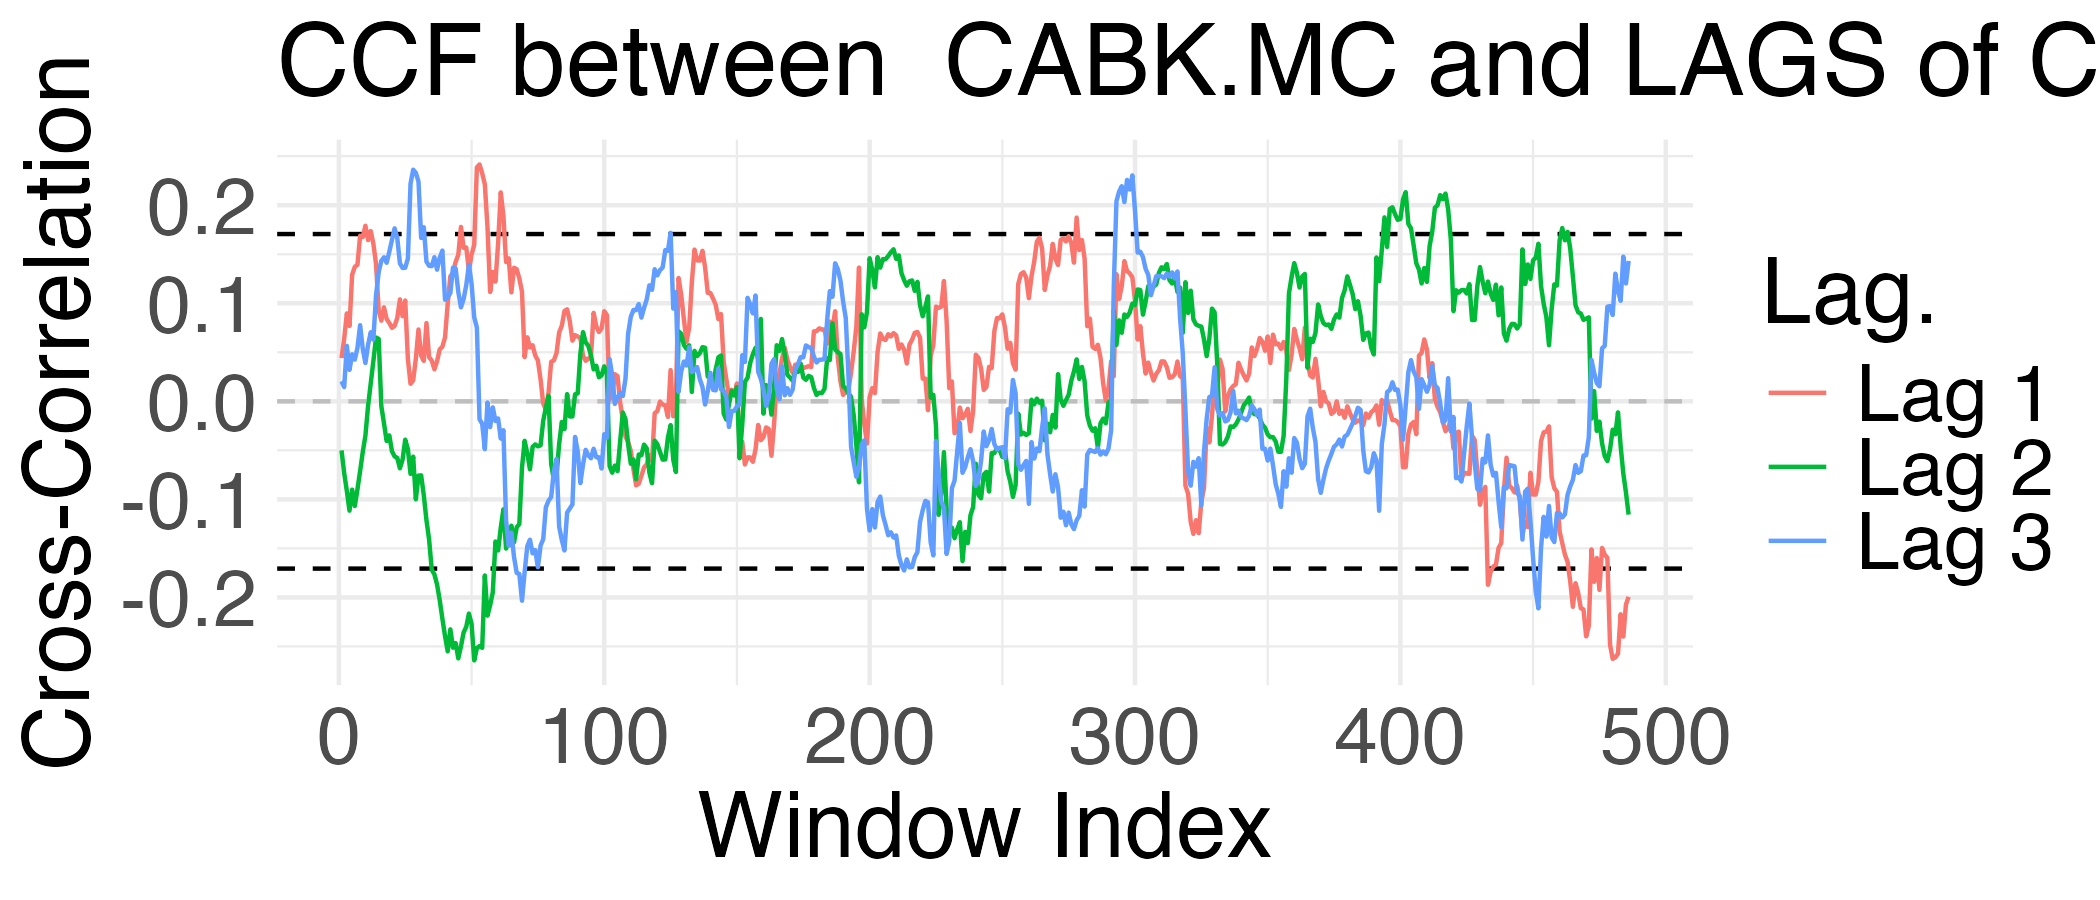 CCF between  CABK.MC and LAGS of C
Cross-Correlation
0.2
0.1
0.0
-0.1
-0.2
0 100 200 300 400 500
Window Index
Lag.
Lag 1
Lag 2
Lag 3